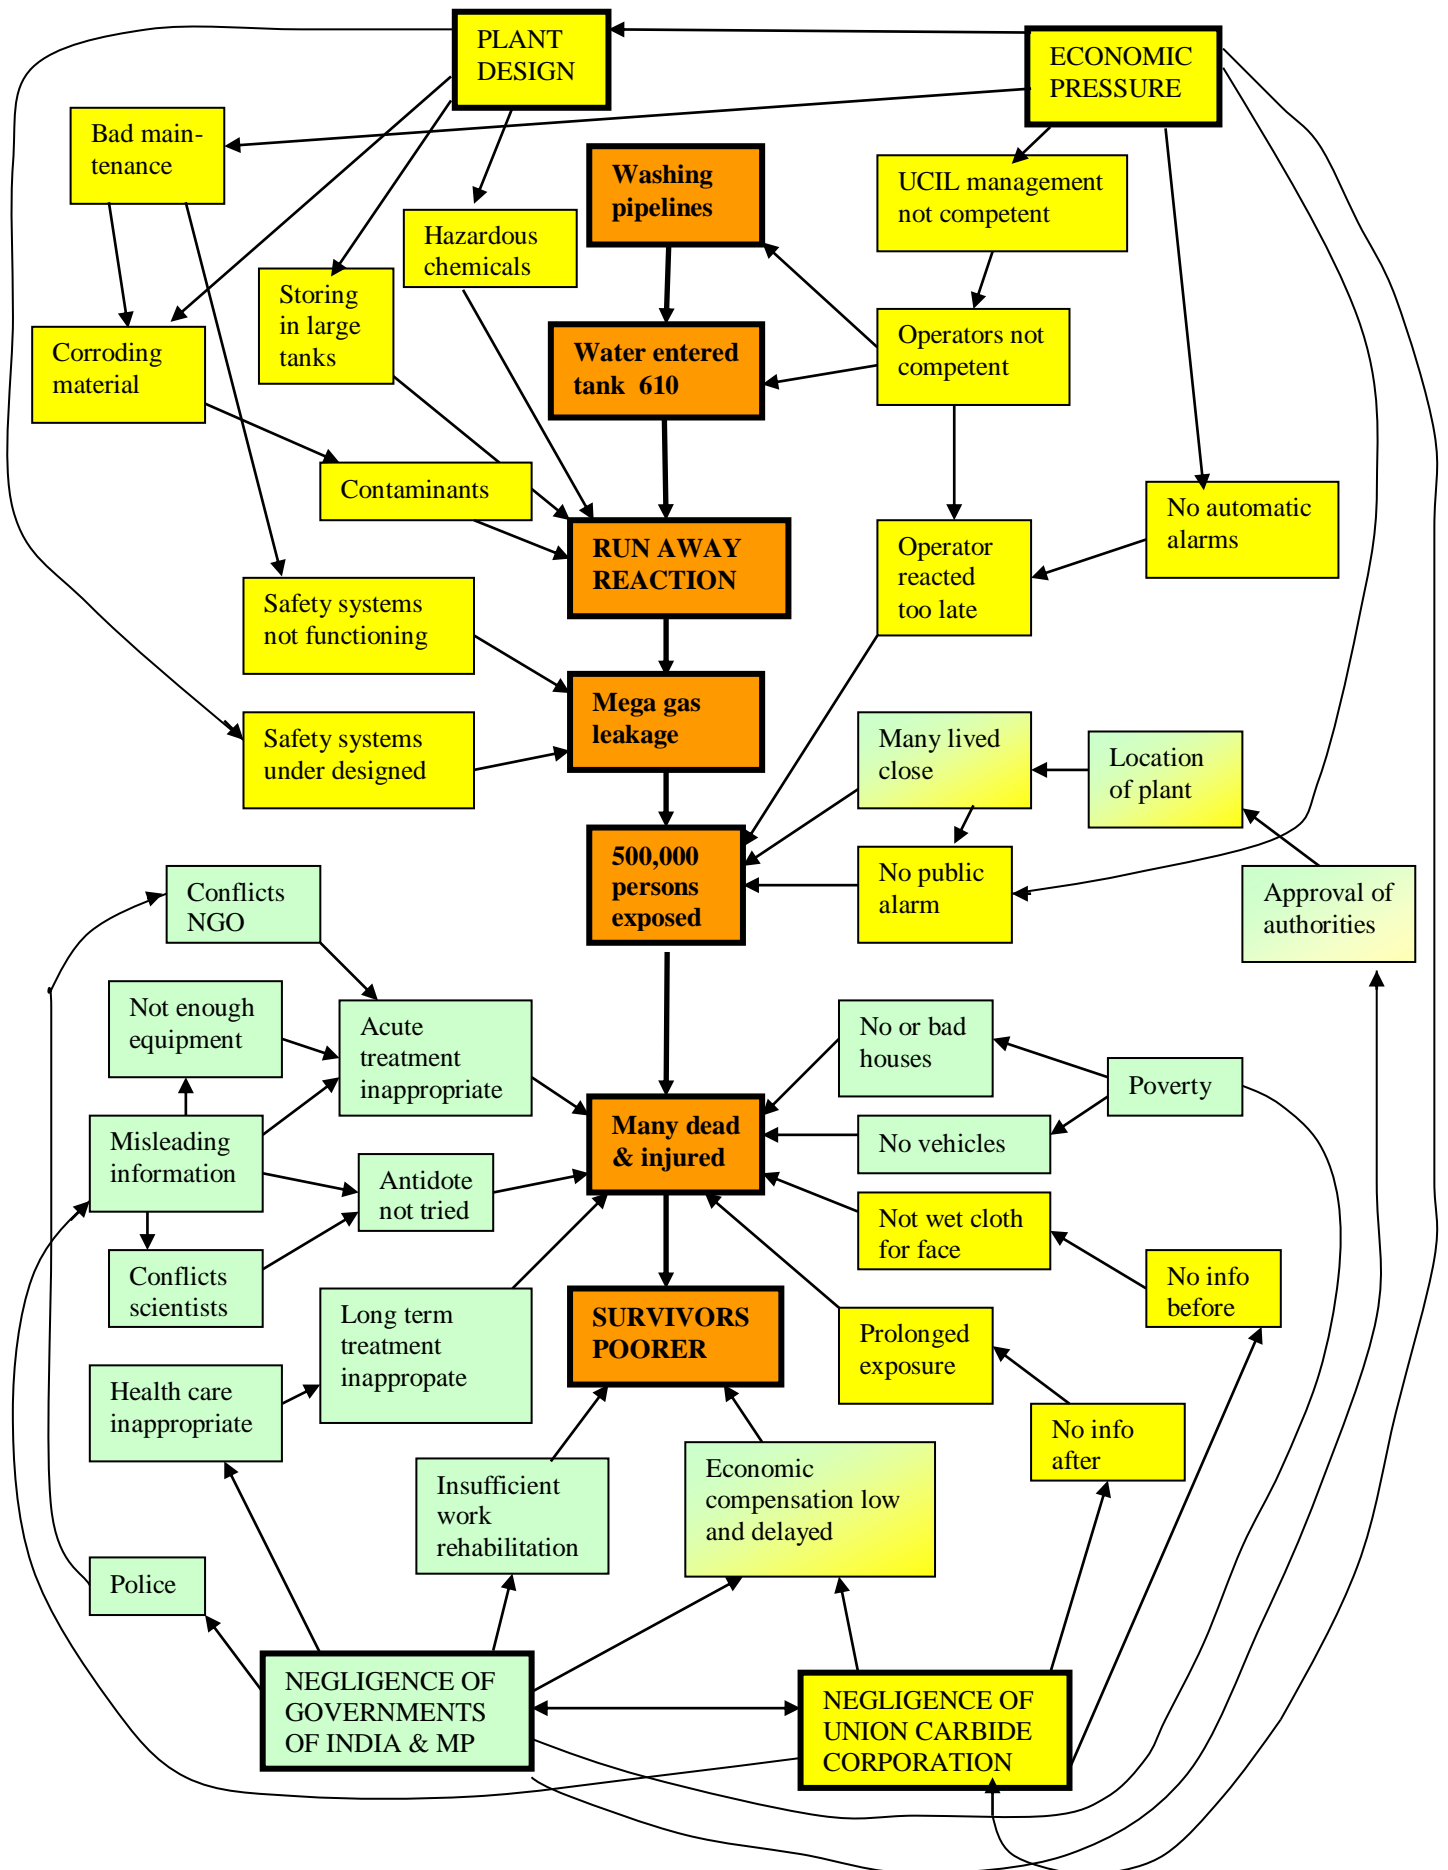 PLANT
DESIGN
ECONOMIC
PRESSURE
Bad main-
tenance
Washing
pipelines
UCIL management
not competent
Hazardous
chemicals
Storing
in large
tanks
Corroding
material
Water entered
tank 610
Operators not
competent
Contaminants
No automatic
alarms
RUN AWAY
REACTION
Operator
reacted
too late
Safety systems
not functioning
Mega gas
leakage
Safety systems
under designed
Many lived
close
Location
of plant
500,000
persons
exposed
No public
alarm
Conflicts
NGO
Approval of
authorities
Not enough
equipment
Acute
treatment
inappropriate
No or bad
houses
Poverty
Many dead
& injured
Misleading
information
No vehicles
Antidote
not tried
Not wet cloth
for face
Conflicts
scientists
No info
before
Long term
treatment
inappropate
SURVIVORS
POORER
Prolonged
exposure
Health care
inappropriate
No info
after
Insufficient
work
rehabilitation
Economic
compensation low
and delayed
Police
NEGLIGENCE OF
GOVERNMENTS
OF INDIA & MP
NEGLIGENCE OF
UNION CARBIDE
CORPORATION